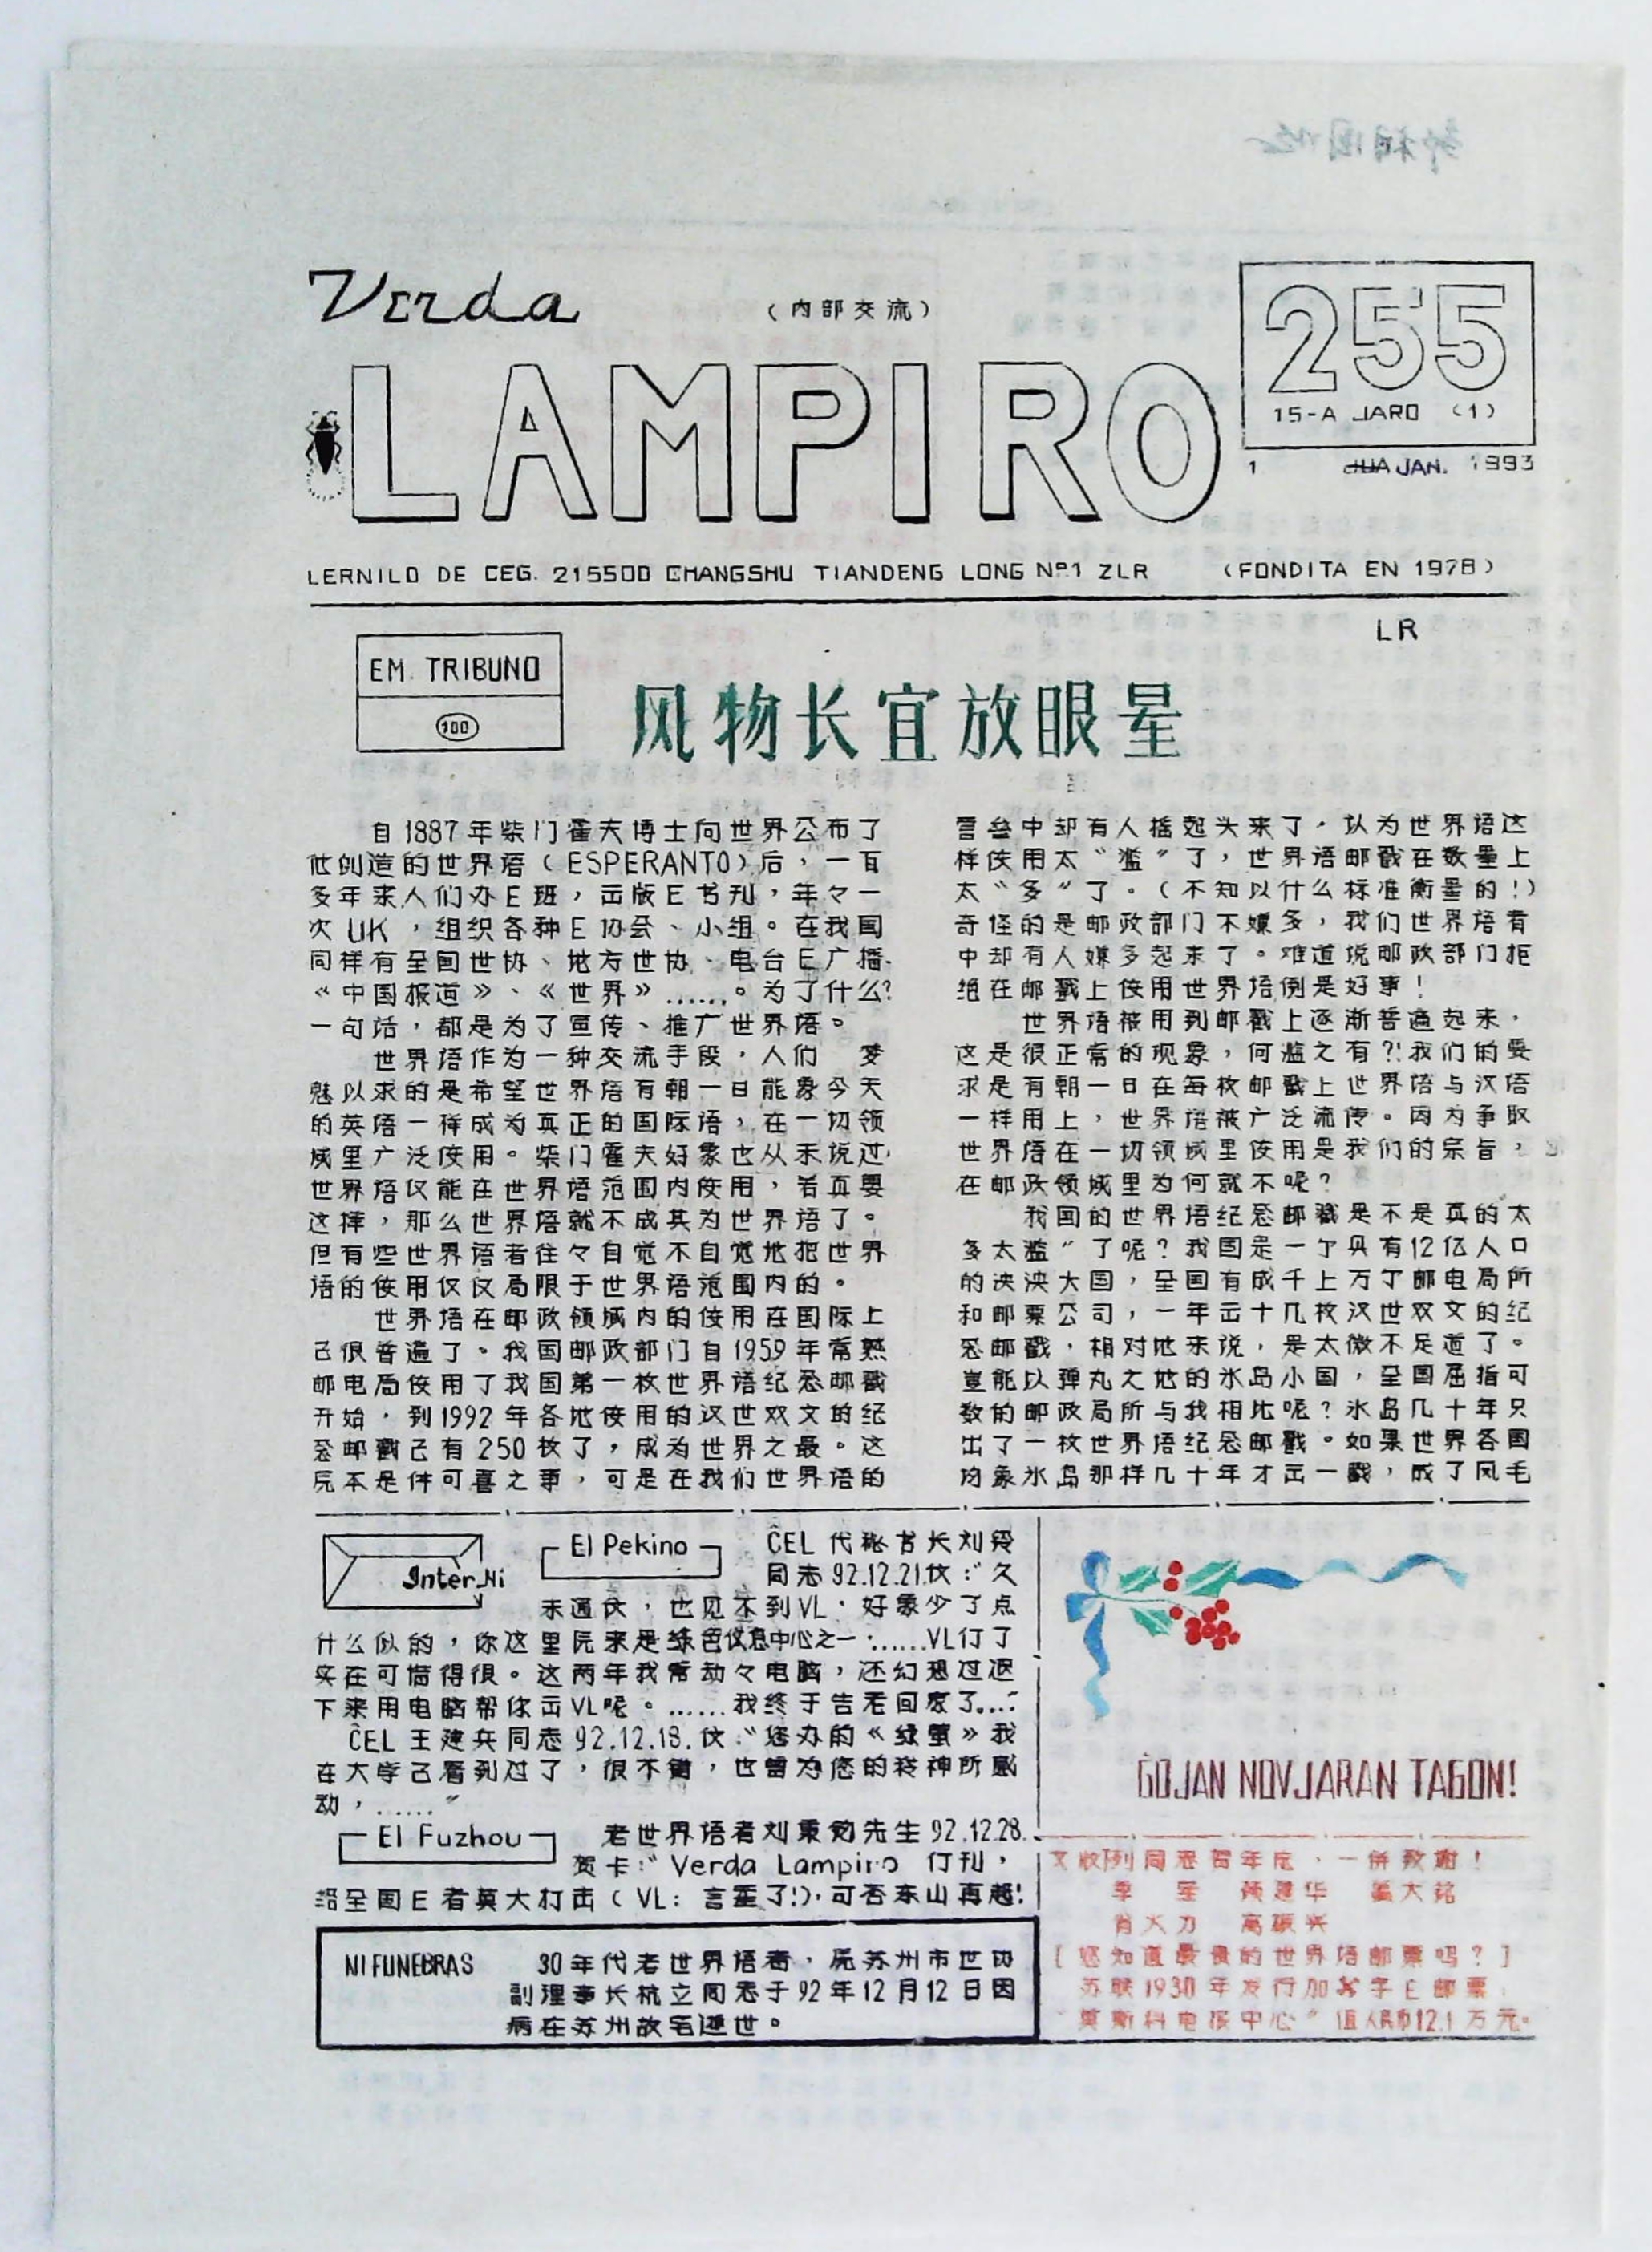 Verda
（内部交流）
LAMPIRO
255
15-A JARO （1）
1 JAN. 1993
LERNILO DE CEG. 215500 CHANGSHU TIANDENG LONG Nº.1 ZLR （FONDITA EN 1978）
LR
EM. TRIBUNO
100
风物长宜放眼量
自1887年柴门霍夫博士向世界公布了
他创造的世界语（ESPERANTO）后，一百
多年来人们办E班，出版E书刊，年々一
次UK，组织各种E协会、小组。在我国
同样有全国世协、地方世协、电台E广播、
《中国报道》、《世界》……。为了什么？
一句话，都是为了宣传、推广世界语。
世界语作为一种交流手段，人们 梦
魅以求的是希望世界语有朝一日能象今天
的英语一样成为真正的国际语，在一切领
域里广泛使用。柴门霍夫好象也从未说过，
世界语仅能在世界语范围内使用，若真要
这样，那么世界语就不成其为世界语了。
但有些世界语者往々自觉不自觉地把世界
语的使用仅仅局限于世界语范围内的。
世界语在邮政领域内的使用在国际上
己很普遍了。我国邮政部门自1959年常熟
邮电局使用了我国第一枚世界语纪念邮戳
开始，到1992年各地使用的汉世双文的纪
念邮戳己有250枚了，成为世界之最。这
原本是件可喜之事，可是在我们世界语的
营垒中却有人摇起头来了，认为世界语这
样使用太“滥”了，世界语邮戳在数量上
太“多”了。（不知以什么标准衡量的！）
奇怪的是邮政部门不嫌多，我们世界语者
中却有人嫌多起来了。难道说邮政部门拒
绝在邮戳上使用世界语倒是好事！
世界语被用到邮戳上逐渐普遍起来，
这是很正常的现象，何滥之有？！我们的要
求是有朝一日在每枚邮戳上世界语与汉语
一样用上，世界语被广泛流传。因为争取
世界语在一切领域里使用是我们的宗旨，
在邮政领域里为何就不呢？
我国的世界语纪念邮戳是不是真的太
多太滥”了呢？我国是一个具有12亿人口
的泱泱大国，全国有成千上万个邮电局所
和邮票公司，一年出十几枚汉世双文的纪
念邮戳，相对地来说，是太微不足道了。
岂能以弹丸之地的冰岛小国，全国屈指可
数的邮政局所与我相比呢？冰岛几十年只
出了一枚世界语纪念邮戳。如果世界各国
均象冰岛那样几十年才出一戳，成了风毛
Inter Ni
El Pekino
ĈEL 代秘书长刘铃
同志92.12.21.信：“久
未通信，也见不到VL，好象少了点
什么似的，你这里原来是绿色信息中心之一……VL停了
实在可惜得很。这两年我常动々电脑，还幻想过退
下来用电脑帮你出VL呢。……我终于告老回家了…”
ĈEL 王建兵同志92.12.18.信：“您办的《绿萤》我
在大学己看到过了，很不错，也曾为您的精神所感
动，……”
El Fuzhou
老世界语者刘秉钧先生92.12.28.
贺卡：“Verda Lampiro 停刊，
给全国E者莫大打击（VL：言重了！），可否东山再起！
ĜOJAN NOVJARAN TAGON!
又收到同志贺年片，一併致谢！
黄建华 姜大铭
肖大力 高振兴
［您知道最贵的世界语邮票吗？］
苏联1930年发行加字E邮票，
“莫斯科电报中心”值人民币12.1万元。
NI FUNEBRAS
30年代老世界语者，原苏州市世协
副理事长杭立同志于92年12月12日因
病在苏州故宅逝世。